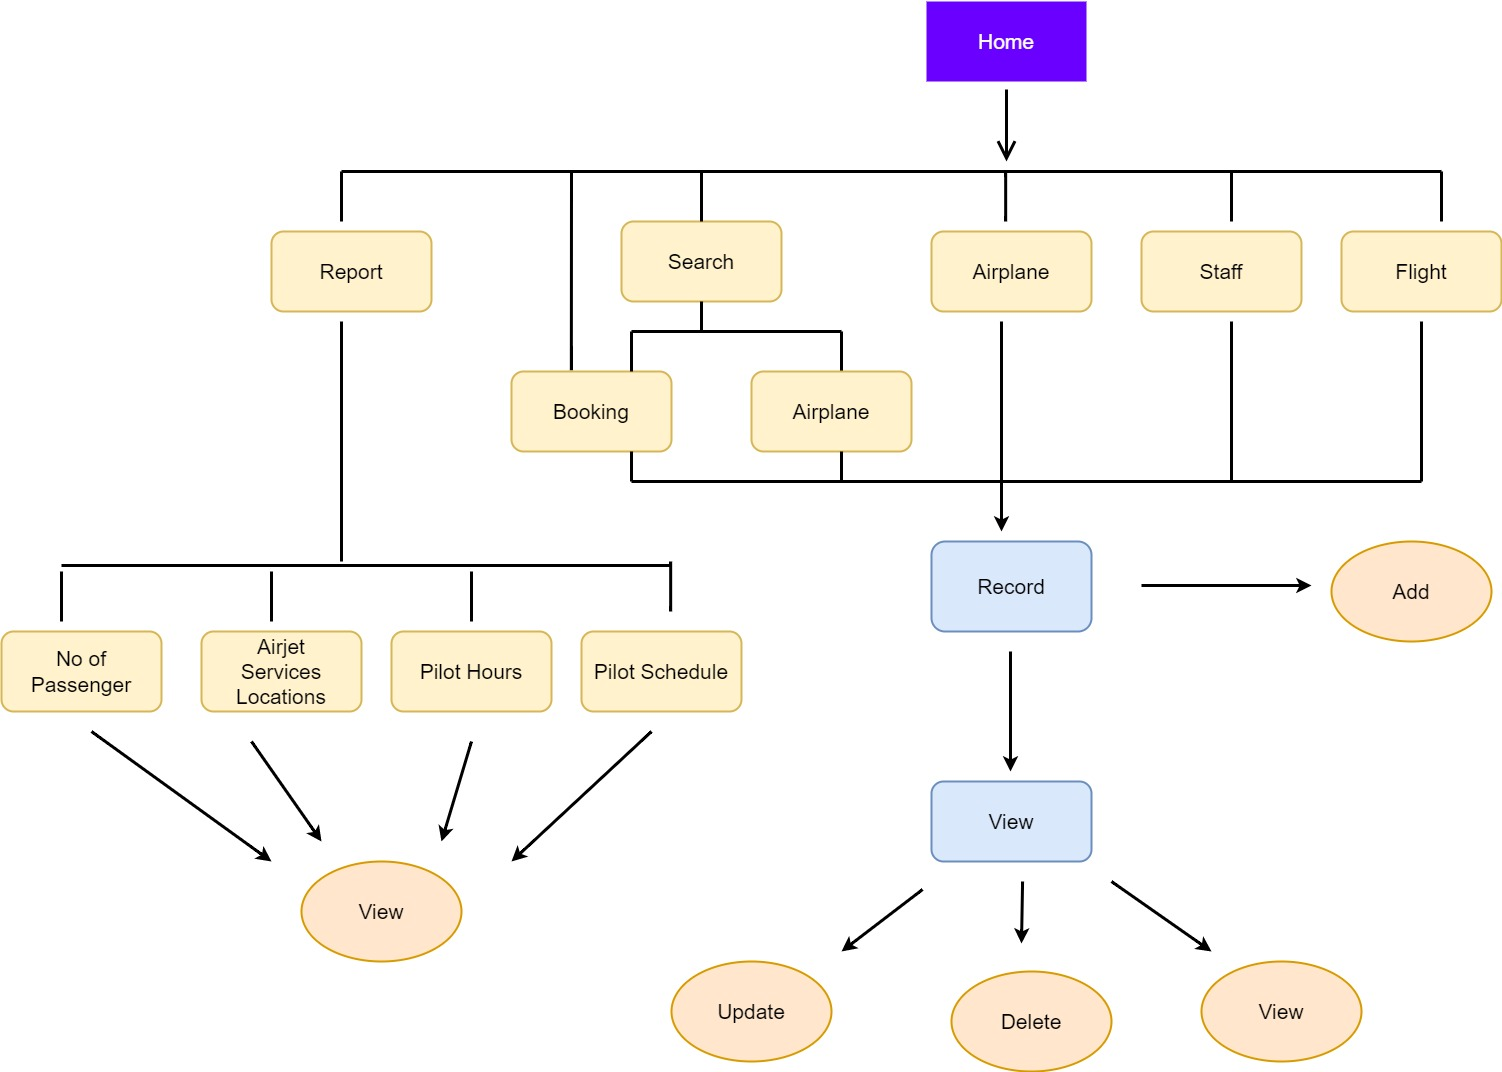 Home
Report
Search
Airplane
Staff
Flight
Booking
Airplane
Record
Add
No of
Passenger
Airjet
Services
Locations
Pilot Hours
Pilot Schedule
View
View
Update
Delete
View